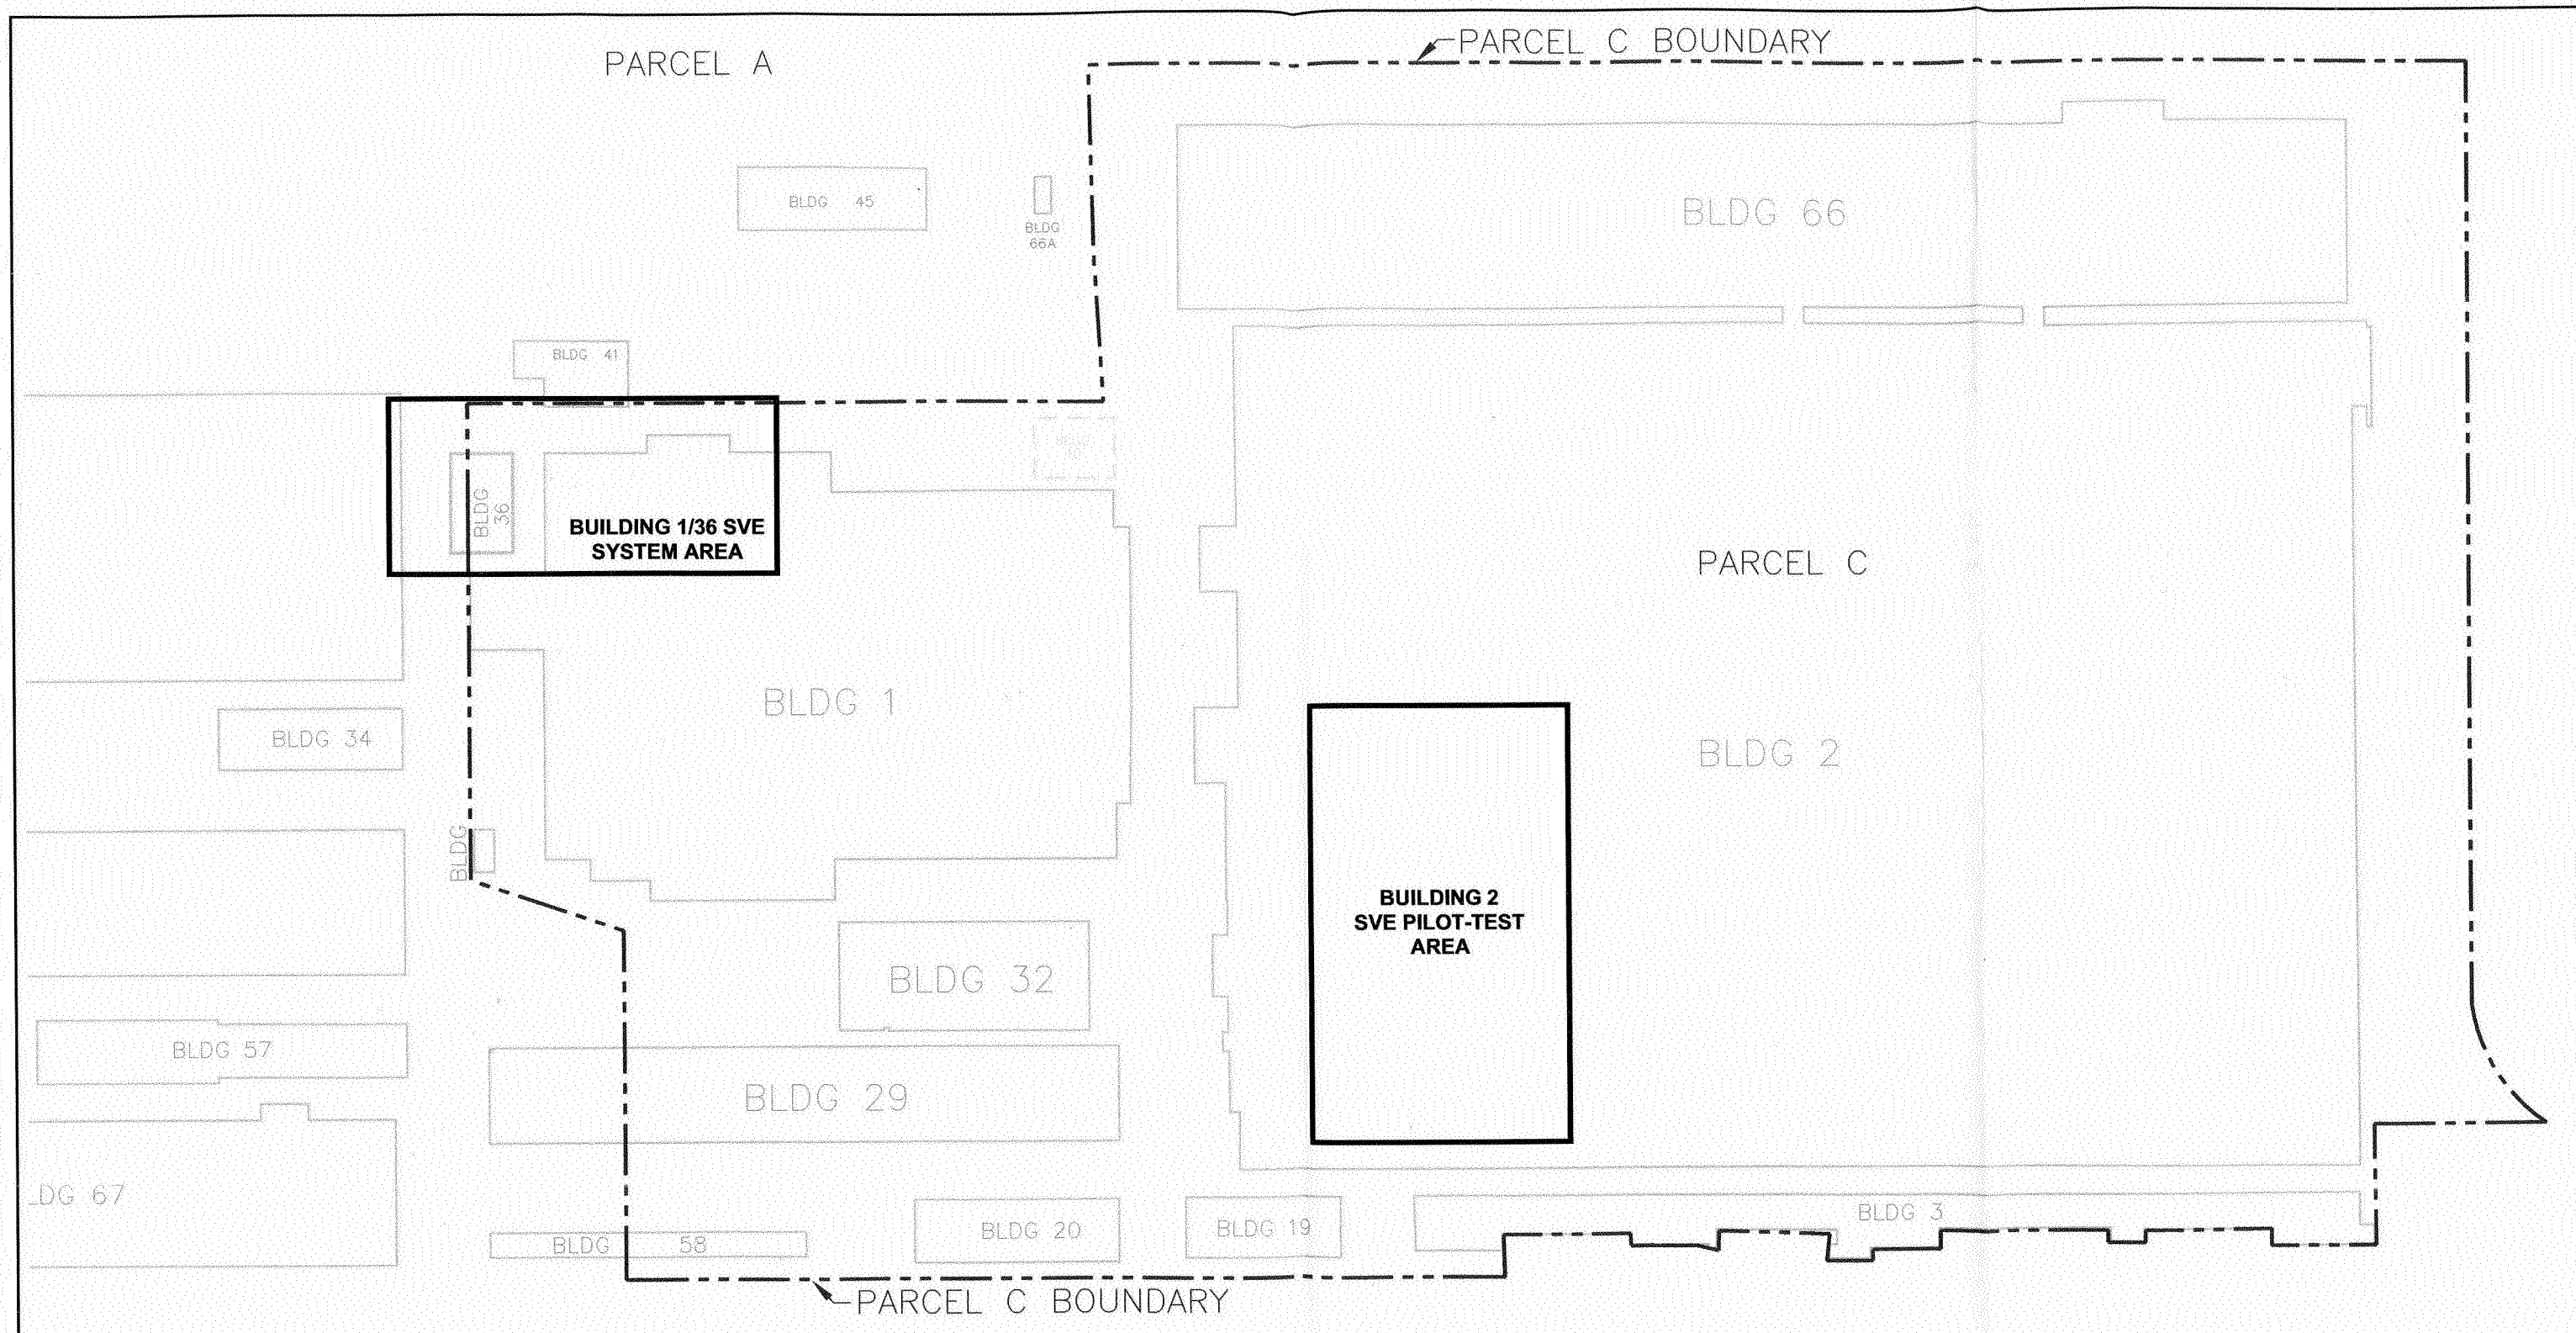 PARCEL C BOUNDARY
PARCEL A
BLDG 45
BLDG
66A
BLDG 66
BLDG 41
BLDG
36
BUILDING 1/36 SVE
SYSTEM AREA
PARCEL C
BLDG 1
BLDG 34
BLDG 2
BLDG
BUILDING 2
SVE PILOT-TEST
AREA
BLDG 32
BLDG 57
BLDG 29
LDG 67
BLDG 3
BLDG 20
BLDG 19
BLDG 58
PARCEL C BOUNDARY